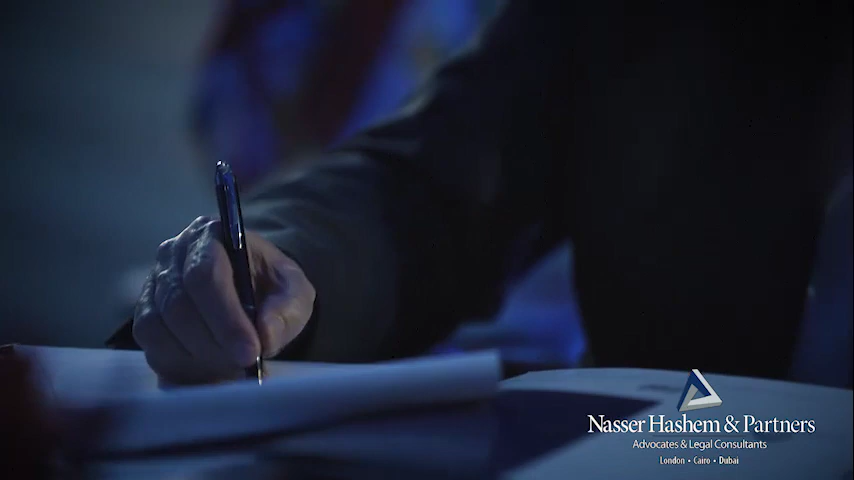 Nasser Hashem & Partners
Advocates & Legal Consultants
London • Cairo • Dubai